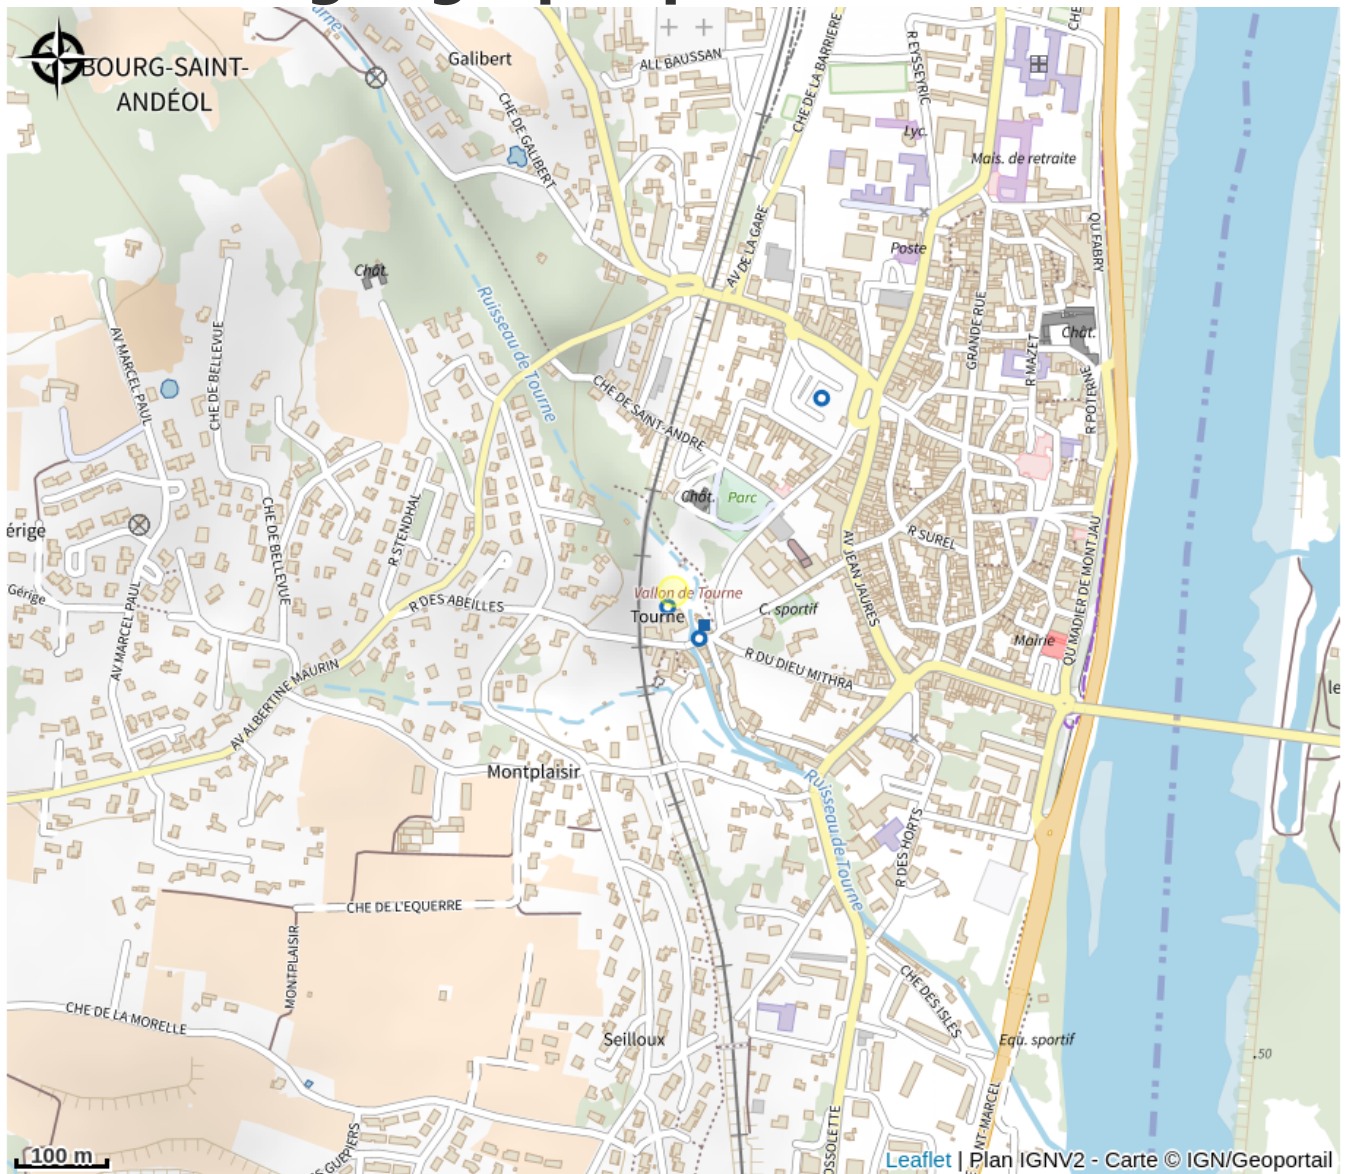 BOURG-SAINT-
ANDÉOL
Galibert
ALL BAUSSAN
CHE DE LA BARRIERE
R EYSSEYRIC
CHE
CHE DE GALIBERT
Lyc.
Mais. de retraite
AV DE LA GARE
Poste
QU FABRY
Chât.
Ruisseau de Tourne
GRANDE RUE
R MAZET
Chât.
R POTERNE
AV MARCEL PAUL
CHE DE BELLEVUE
CHE DE SAINT-ANDRE
Chât.
Parc
R STENDHAL
CHE DE BELLEVUE
R SUREL
AV JEAN JAURES
QU MADIER DE MONTJAU
érige
Gérige
AV MARCEL PAUL
R DES ABEILLES
Vallon de Tourne
Tourne
C. sportif
Mairie
R DU DIEU MITHRA
AV ALBERTINE MAURIN
le
Montplaisir
Ruisseau de Tourne
R DES HORTS
CHE DE L'EQUERRE
MONTPLAISIR
CHE DE LA MORELLE
CHE DES ISLES
Seilloux
Equ. sportif
.50
100 m
Leaflet | Plan IGNV2 - Carte © IGN/Geoportail